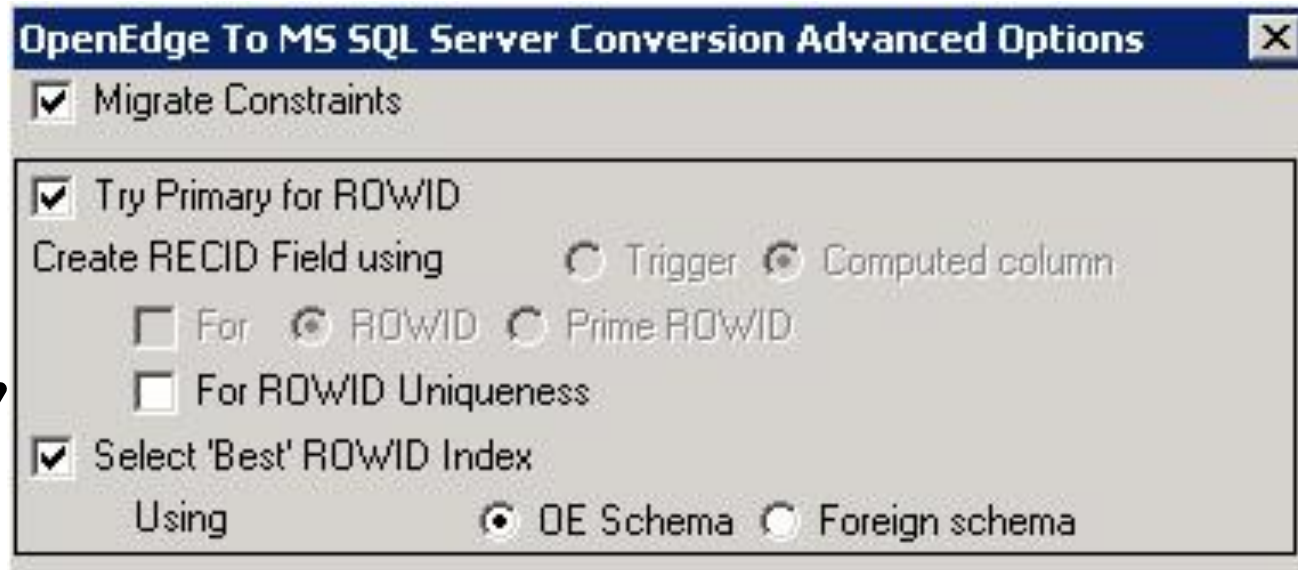 OpenEdge To MS SQL Server Conversion Advanced Options
Migrate Constraints
Try Primary for ROWID
Create RECID Field using Trigger Computed column
For ROWID Prime ROWID
For ROWID Uniqueness
Select 'Best' ROWID Index
Using OE Schema Foreign schema